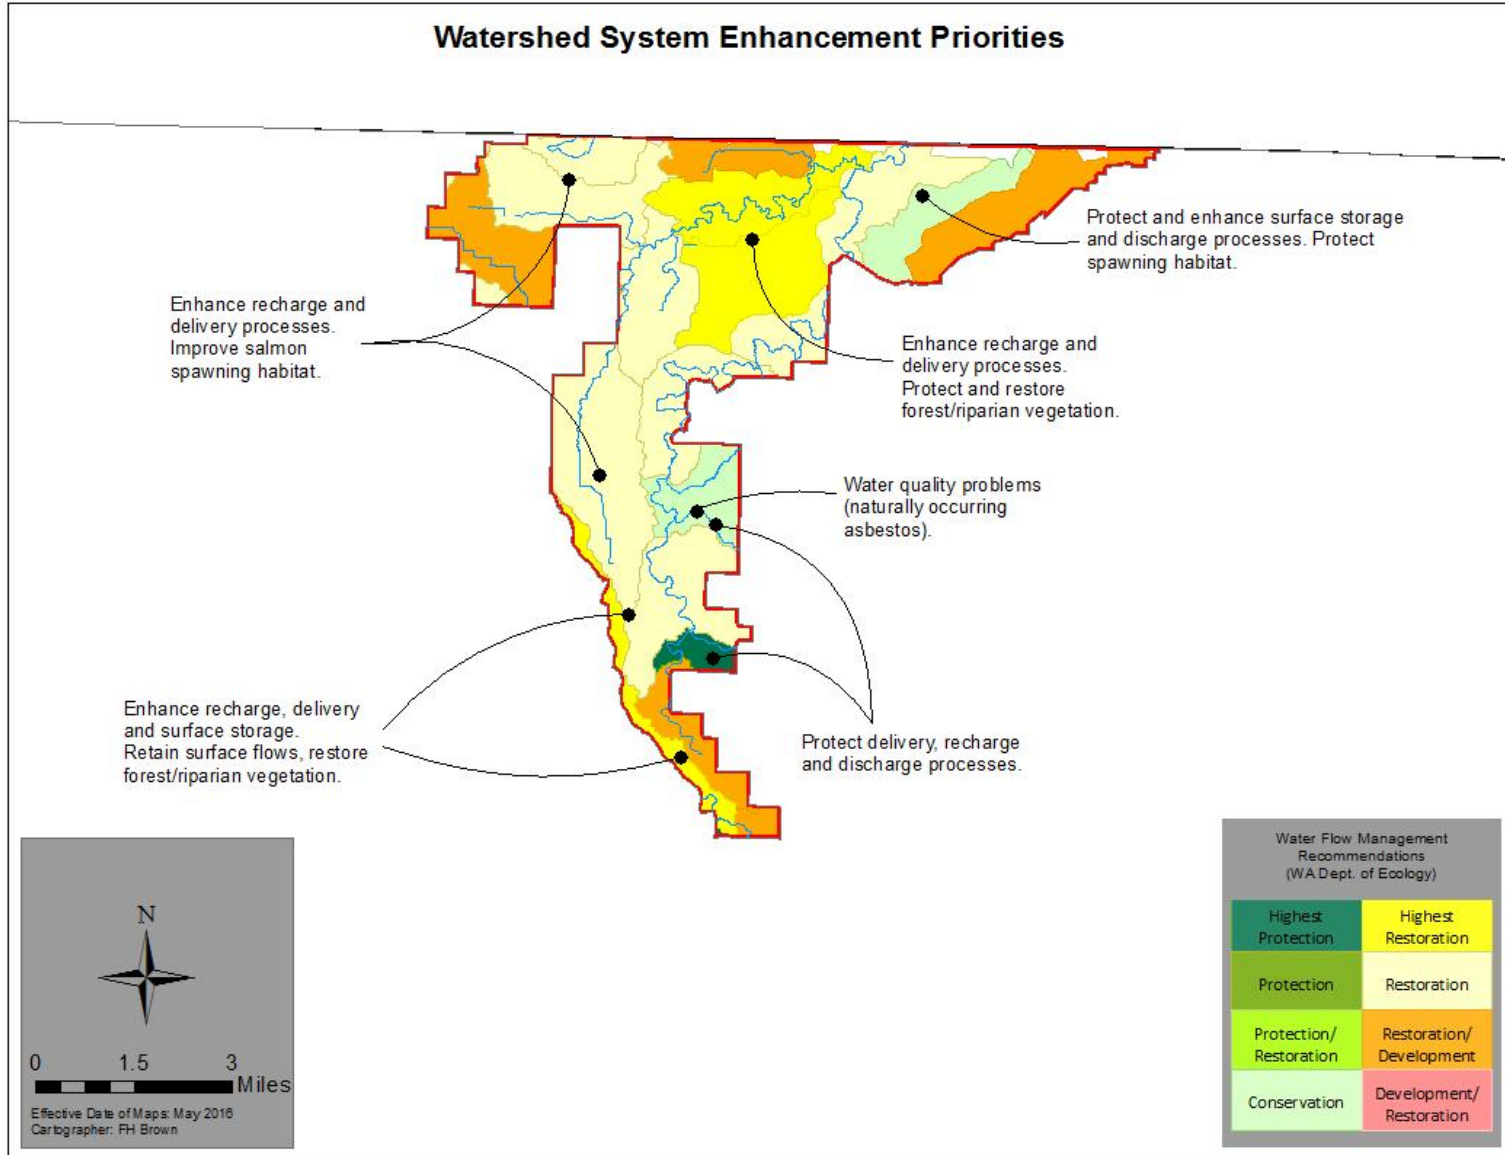 Watershed System Enhancement Priorities
Protect and enhance surface storage
and discharge processes. Protect
spawning habitat.
Enhance recharge and
delivery processes.
Improve salmon
spawning habitat.
Enhance recharge and
delivery processes.
Protect and restore
forest/riparian vegetation.
Water quality problems
(naturally occurring
asbestos).
Enhance recharge, delivery
and surface storage.
Retain surface flows, restore
forest/riparian vegetation.
Protect delivery, recharge
and discharge processes.
N
0 1.5 3
Miles
Effective Date of Maps: May 2016
Cartographer: FH Brown
Water Flow Management
Recommendations
(WA Dept. of Ecology)
Highest
Protection
Highest
Restoration
Protection
Restoration
Protection/
Restoration
Restoration/
Development
Conservation
Development/
Restoration